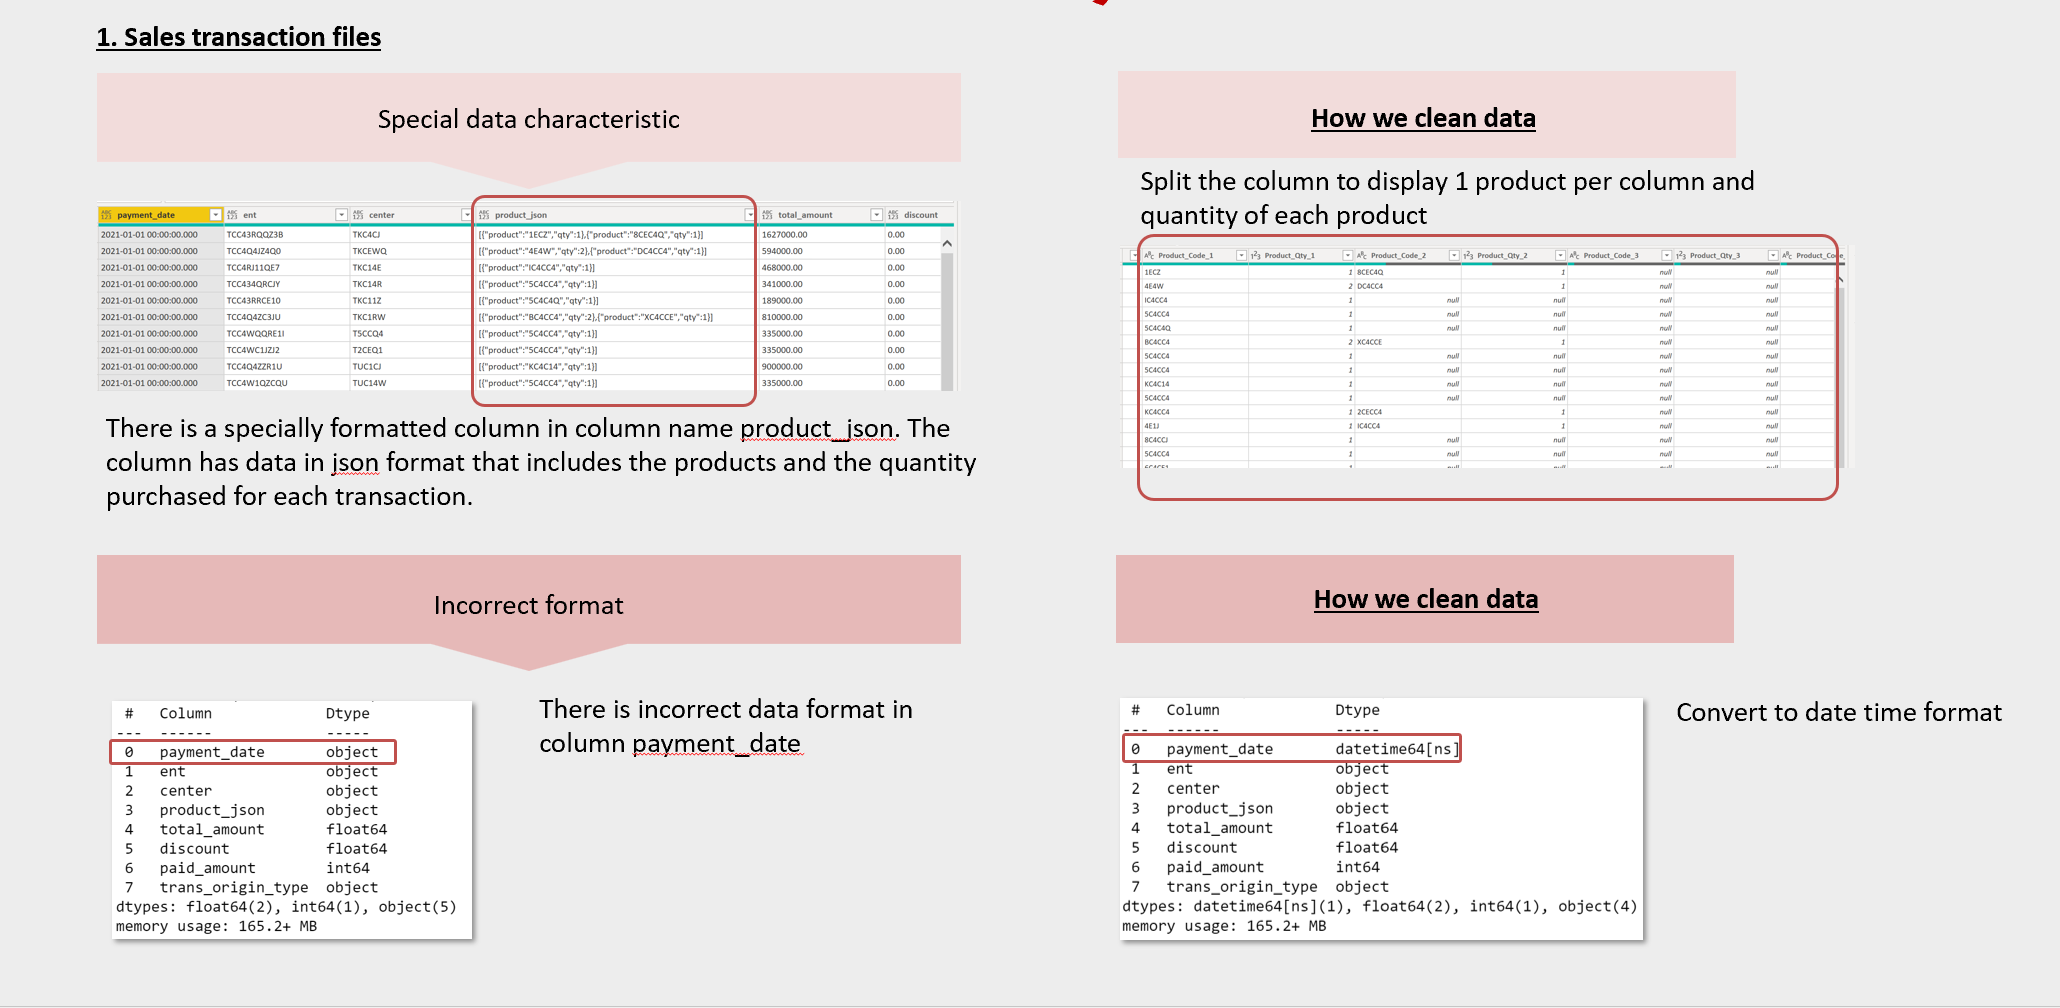 1. Sales transaction files
Special data characteristic
payment_date ent center product_json total_amount discount
2021-01-01 00:00:00.000 TCC43RQQZ3B TKC4CJ [{"product":"1ECZ","qty":1},{"product":"8CEC4Q","qty":1}] 1627000.00 0.00
2021-01-01 00:00:00.000 TCC4Q4JZ4Q0 TKCEWQ [{"product":"4E4W","qty":2},{"product":"DC4CC4","qty":1}] 594000.00 0.00
2021-01-01 00:00:00.000 TCC4RJ11QE7 TKC14E [{"product":"IC4CC4","qty":1}] 468000.00 0.00
2021-01-01 00:00:00.000 TCC434QRCJY TKC14R [{"product":"5C4CC4","qty":1}] 341000.00 0.00
2021-01-01 00:00:00.000 TCC43RRCE10 TKC11Z [{"product":"5C4C4Q","qty":1}] 189000.00 0.00
2021-01-01 00:00:00.000 TCC4Q4ZC3JU TKC1RW [{"product":"BC4CC4","qty":2},{"product":"XC4CCE","qty":1}] 810000.00 0.00
2021-01-01 00:00:00.000 TCC4WQQRE1I T5CCQ4 [{"product":"5C4CC4","qty":1}] 335000.00 0.00
2021-01-01 00:00:00.000 TCC4WC1JZJ2 T2CEQ1 [{"product":"5C4CC4","qty":1}] 335000.00 0.00
2021-01-01 00:00:00.000 TCC4Q4ZZR1U TUC1CJ [{"product":"KC4C14","qty":1}] 900000.00 0.00
2021-01-01 00:00:00.000 TCC4W1QZCQU TUC14W [{"product":"5C4CC4","qty":1}] 335000.00 0.00
There is a specially formatted column in column name product_json. The
column has data in json format that includes the products and the quantity
purchased for each transaction.
How we clean data
Split the column to display 1 product per column and
quantity of each product
Product_Code_1 Product_Qty_1 Product_Code_2 Product_Qty_2 Product_Code_3 Product_Qty_3 Product_Code
1ECZ 1 8CEC4Q 1 null null
4E4W 2 DC4CC4 1 null null
IC4CC4 1 null null null null
5C4CC4 1 null null null null
5C4C4Q 1 null null null null
BC4CC4 2 XC4CCE 1 null null
5C4CC4 1 null null null null
5C4CC4 1 null null null null
KC4C14 1 null null null null
5C4CC4 1 null null null null
KC4CC4 1 2CECC4 1 null null
4E1J 1 IC4CC4 1 null null
8C4CCJ 1 null null null null
5C4CC4 1 null null null null
Incorrect format
# Column Dtype
--- ------ -----
0 payment_date object
1 ent object
2 center object
3 product_json object
4 total_amount float64
5 discount float64
6 paid_amount int64
7 trans_origin_type object
dtypes: float64(2), int64(1), object(5)
memory usage: 165.2+ MB
There is incorrect data format in
column payment_date
How we clean data
# Column Dtype
--- ------ -----
0 payment_date datetime64[ns]
1 ent object
2 center object
3 product_json object
4 total_amount float64
5 discount float64
6 paid_amount int64
7 trans_origin_type object
dtypes: datetime64[ns](1), float64(2), int64(1), object(4)
memory usage: 165.2+ MB
Convert to date time format